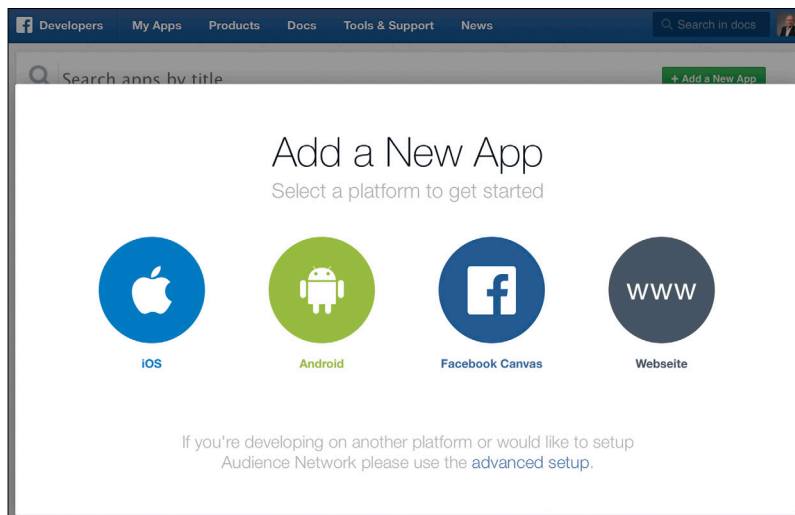 Developers My Apps Products Docs Tools & Support News Search in docs
Search apps by title + Add a New App
Add a New App
Select a platform to get started
www
iOS Android Facebook Canvas Webseite
If you're developing on another platform or would like to setup
Audience Network please use the advanced setup.